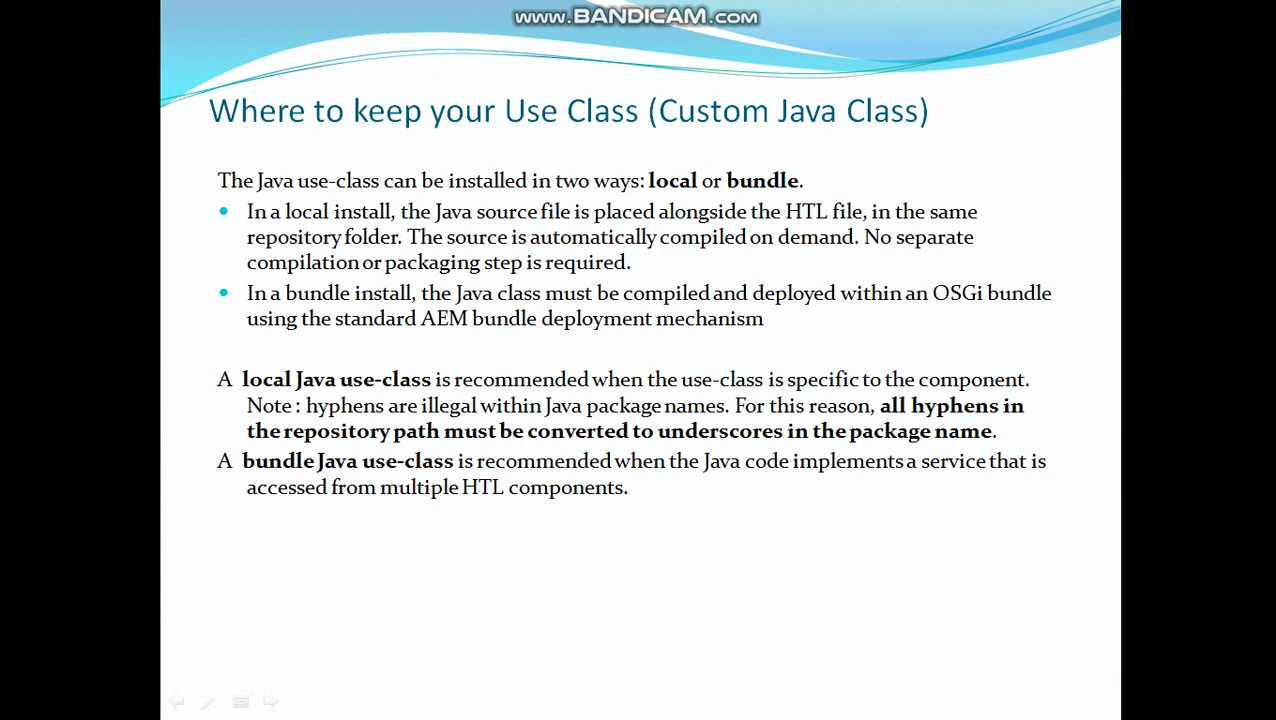 www.BANDICAM.com
Where to keep your Use Class (Custom Java Class)
The Java use-class can be installed in two ways: local or bundle.
In a local install, the Java source file is placed alongside the HTL file, in the same
repository folder. The source is automatically compiled on demand. No separate
compilation or packaging step is required.
In a bundle install, the Java class must be compiled and deployed within an OSGi bundle
using the standard AEM bundle deployment mechanism
A local Java use-class is recommended when the use-class is specific to the component.
Note : hyphens are illegal within Java package names. For this reason, all hyphens in
the repository path must be converted to underscores in the package name.
A bundle Java use-class is recommended when the Java code implements a service that is
accessed from multiple HTL components.